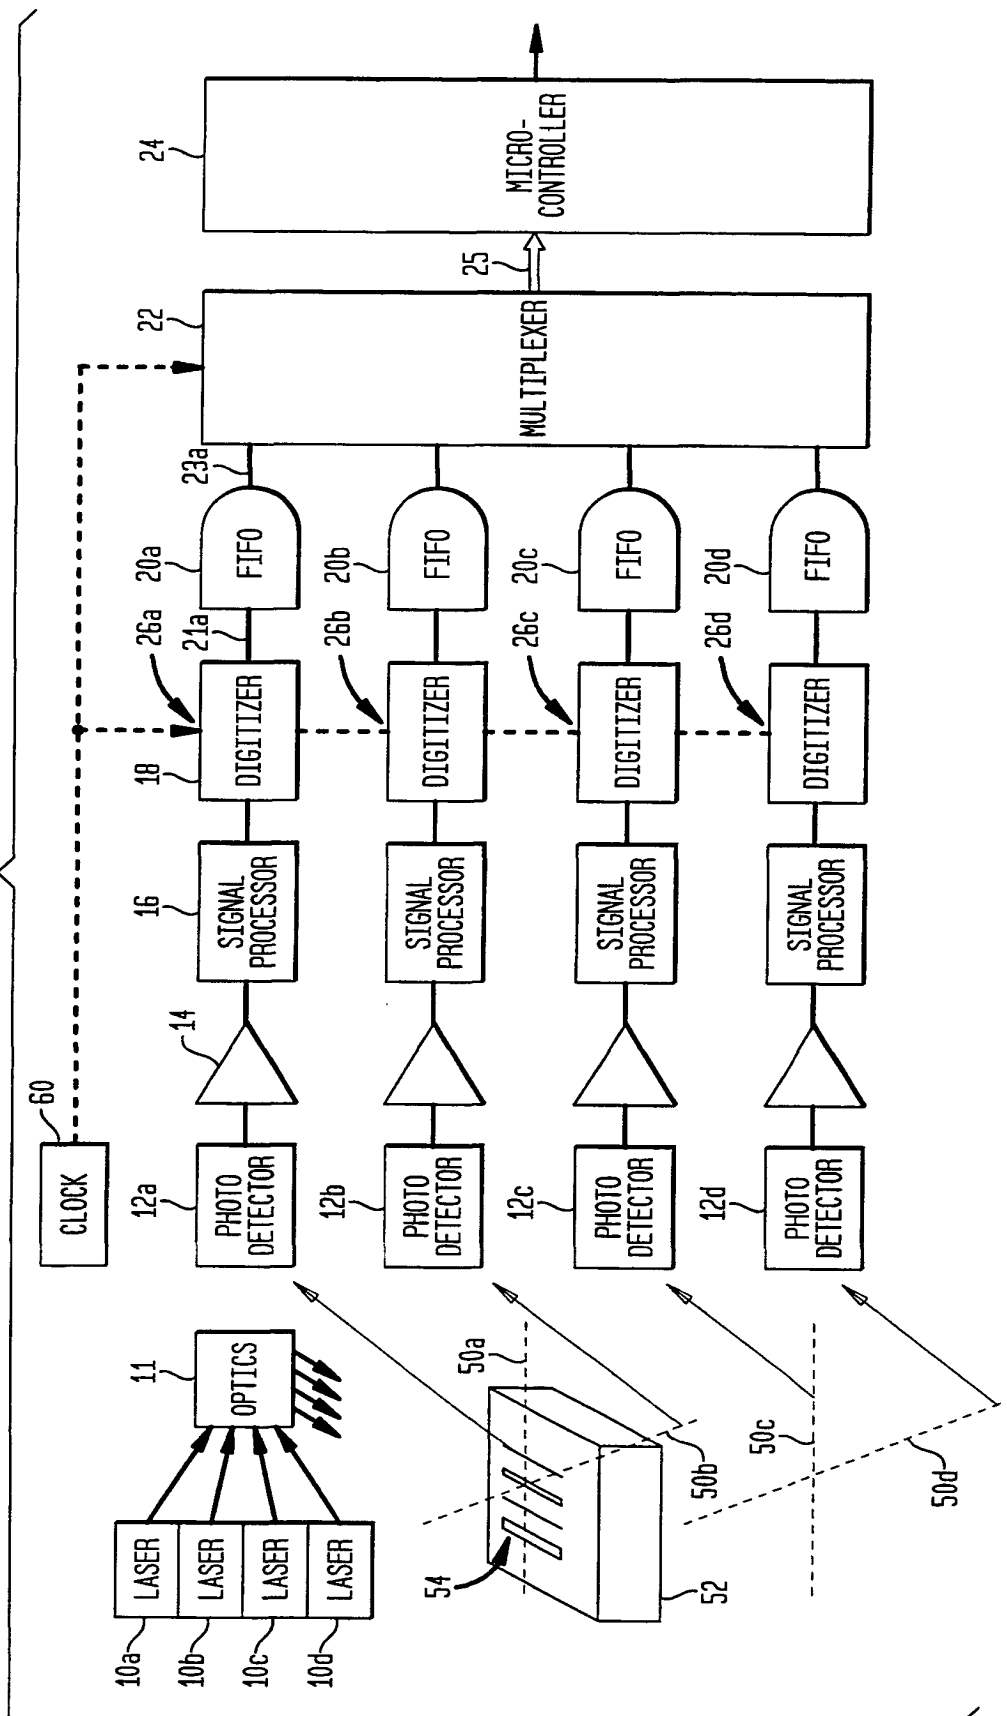 10a
10b
10c
10d
LASER
LASER
LASER
LASER
11
OPTICS
60
CLOCK
54
52
50a
50b
50c
50d
12a
PHOTO
DETECTOR
14
16
SIGNAL
PROCESSOR
18
DIGITIZER
26a
21a
20a
FIFO
23a
12b
PHOTO
DETECTOR
SIGNAL
PROCESSOR
DIGITIZER
26b
20b
FIFO
12c
PHOTO
DETECTOR
SIGNAL
PROCESSOR
DIGITIZER
26c
20c
FIFO
12d
PHOTO
DETECTOR
SIGNAL
PROCESSOR
DIGITIZER
26d
20d
FIFO
22
MULTIPLEXER
25
24
MICRO-
CONTROLLER